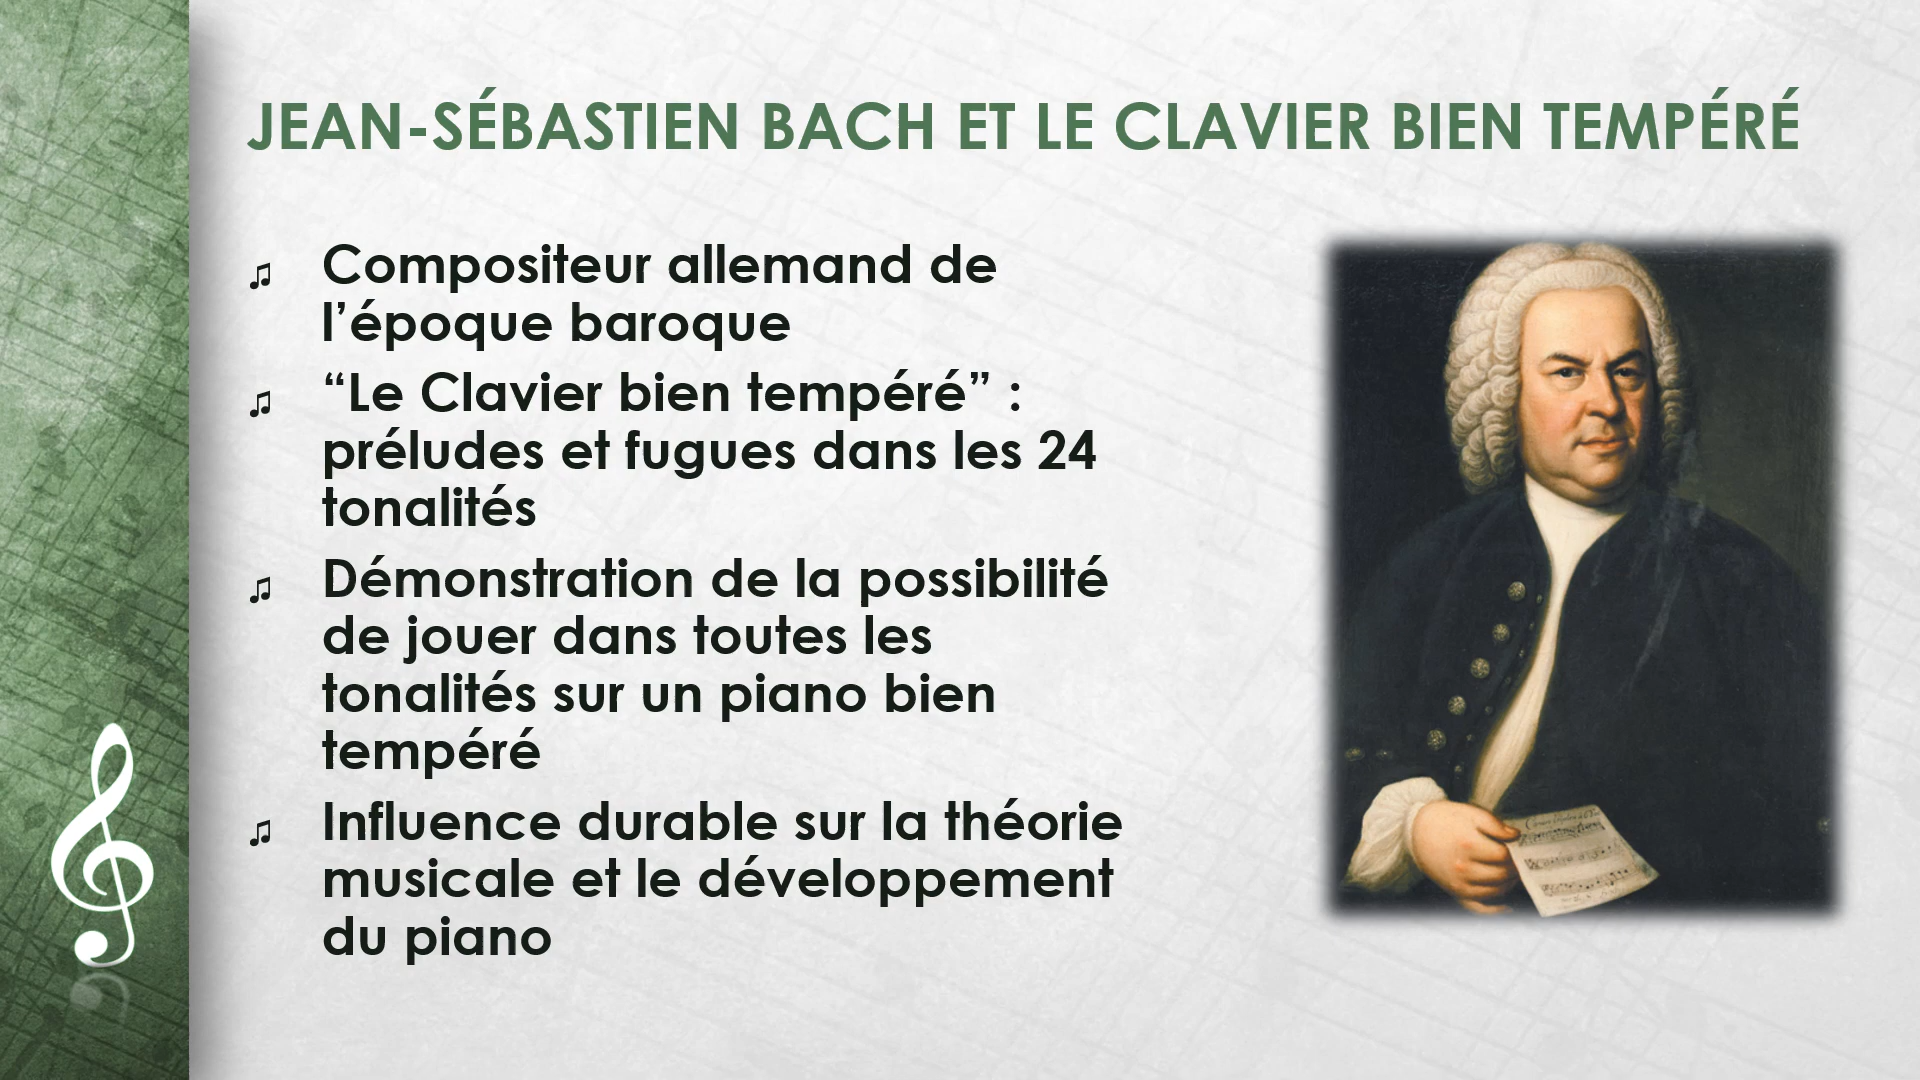 JEAN-SÉBASTIEN BACH ET LE CLAVIER BIEN TEMPÉRÉ
♫ Compositeur allemand de
l’époque baroque
♫ “Le Clavier bien tempéré” :
préludes et fugues dans les 24
tonalités
♫ Démonstration de la possibilité
de jouer dans toutes les
tonalités sur un piano bien
tempéré
♫ Influence durable sur la théorie
musicale et le développement
du piano